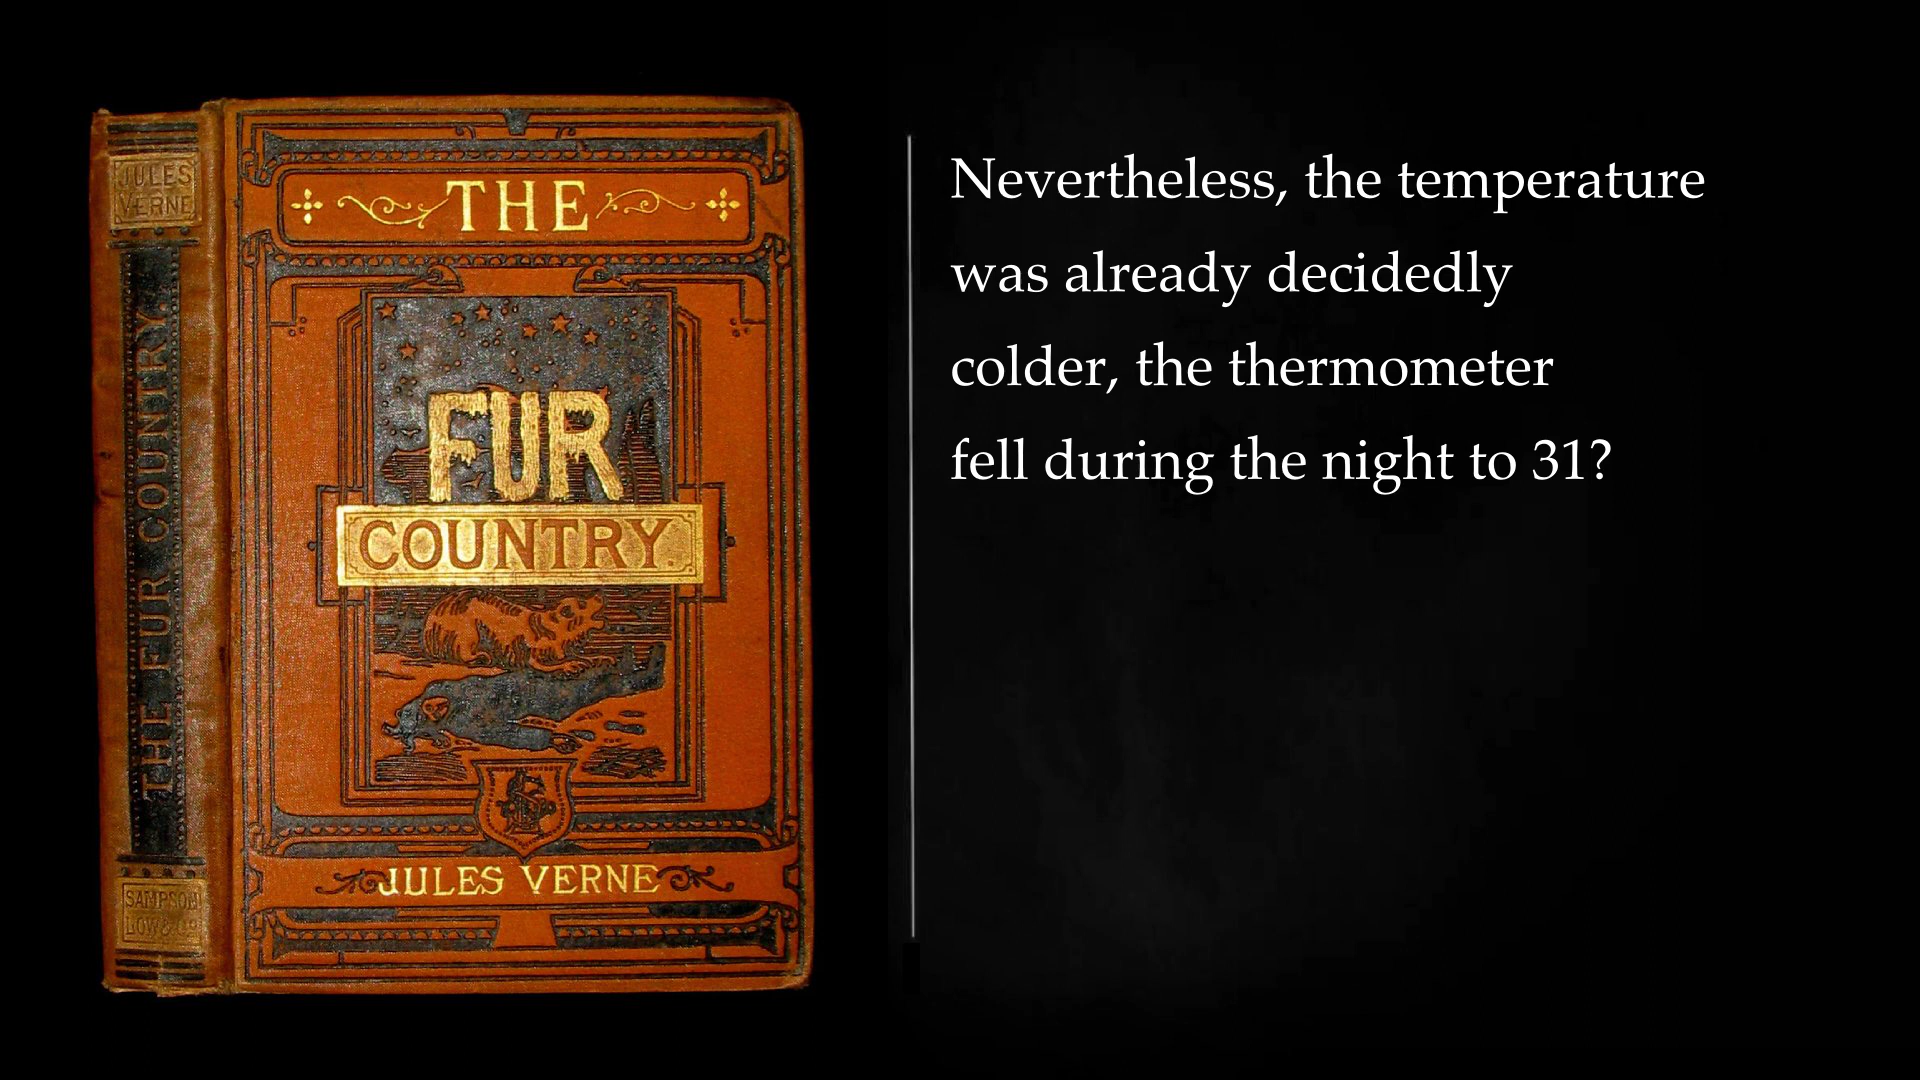 JULES
VERNE
THE FUR COUNTRY.
SAMPSON
LOW & Co
THE
FUR
COUNTRY.
JULES VERNE
Nevertheless, the temperature
was already decidedly
colder, the thermometer
fell during the night to 31?